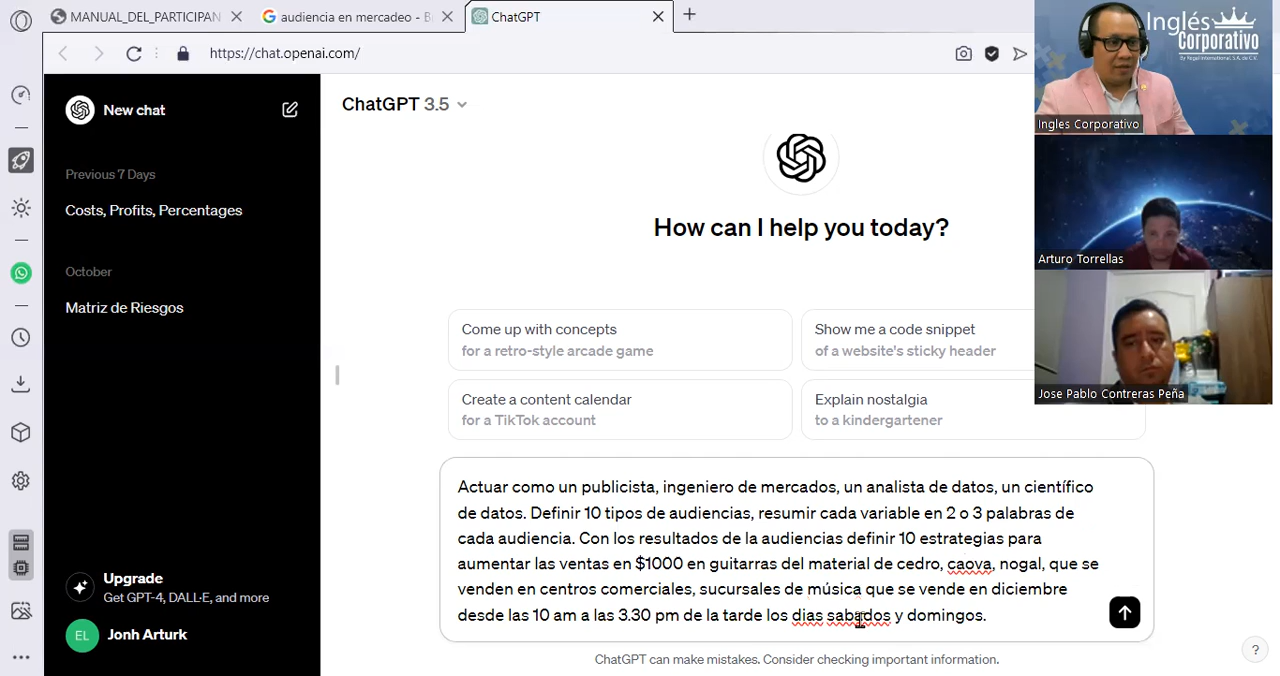 MANUAL_DEL_PARTICIPAN
audiencia en mercadeo - B
ChatGPT
https://chat.openai.com/
New chat
Previous 7 Days
Costs, Profits, Percentages
October
Matriz de Riesgos
Upgrade
Get GPT-4, DALL·E, and more
EL
Jonh Arturk
ChatGPT 3.5
How can I help you today?
Come up with concepts
for a retro-style arcade game
Show me a code snippet
of a website's sticky header
Create a content calendar
for a TikTok account
Explain nostalgia
to a kindergartener
Actuar como un publicista, ingeniero de mercados, un analista de datos, un científico
de datos. Definir 10 tipos de audiencias, resumir cada variable en 2 o 3 palabras de
cada audiencia. Con los resultados de la audiencias definir 10 estrategias para
aumentar las ventas en $1000 en guitarras del material de cedro, caova, nogal, que se
venden en centros comerciales, sucursales de música que se vende en diciembre
desde las 10 am a las 3.30 pm de la tarde los dias sabados y domingos.
ChatGPT can make mistakes. Consider checking important information.
?
Inglés
Corporativo
By Regal International, S.A. de C.V.
Ingles Corporativo
Arturo Torrellas
Jose Pablo Contreras Peña